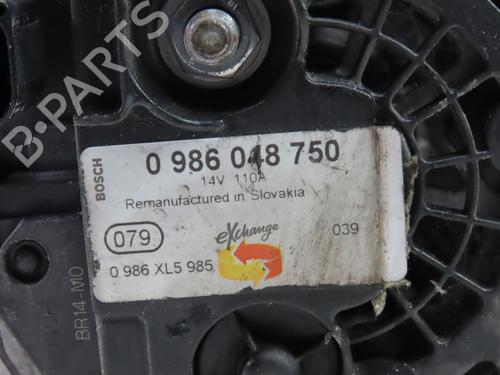 B-PARTS
BOSCH
0 986 048 750
14V 110A
Remanufactured in Slovakia
079
eXchange
039
0 986 XL5 985
BR14-M0